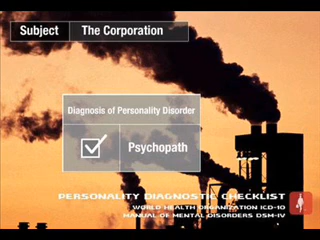 Subject The Corporation
Diagnosis of Personality Disorder
Psychopath
PERSONALITY DIAGNOSTIC CHECKLIST
WORLD HEALTH ORGANIZATION ICD-10
MANUAL OF MENTAL DISORDERS DSM-IV